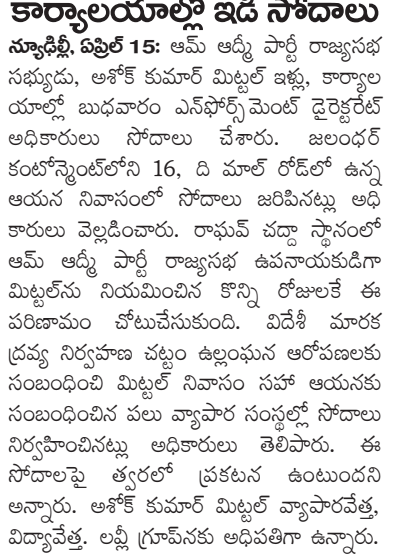 కార్యాలయాల్లో ఇడి సోదాలు
న్యూఢిల్లీ, ఏప్రిల్ 15: ఆమ్ ఆద్మీ పార్టీ రాజ్యసభ
సభ్యుడు, అశోక్ కుమార్ మిట్టల్ ఇళ్లు, కార్యాల
యాల్లో బుధవారం ఎన్‌ఫోర్స్‌మెంట్ డైరెక్టరేట్
అధికారులు సోదాలు చేశారు. జలంధర్
కంటోన్మెంట్‌లోని 16, ది మాల్ రోడ్‌లో ఉన్న
ఆయన నివాసంలో సోదాలు జరిపినట్లు అధి
కారులు వెల్లడించారు. రాఘవ్ చద్దా స్థానంలో
ఆమ్ ఆద్మీ పార్టీ రాజ్యసభ ఉపనాయకుడిగా
మిట్టల్‌ను నియమించిన కొన్ని రోజులకే ఈ
పరిణామం చోటుచేసుకుంది. విదేశీ మారక
ద్రవ్య నిర్వహణ చట్టం ఉల్లంఘన ఆరోపణలకు
సంబంధించి మిట్టల్ నివాసం సహా ఆయనకు
సంబంధించిన పలు వ్యాపార సంస్థల్లో సోదాలు
నిర్వహించినట్లు అధికారులు తెలిపారు. ఈ
సోదాలపై త్వరలో ప్రకటన ఉంటుందని
అన్నారు. అశోక్ కుమార్ మిట్టల్ వ్యాపారవేత్త,
విద్యావేత్త. లవ్లీ గ్రూప్‌నకు అధిపతిగా ఉన్నారు.